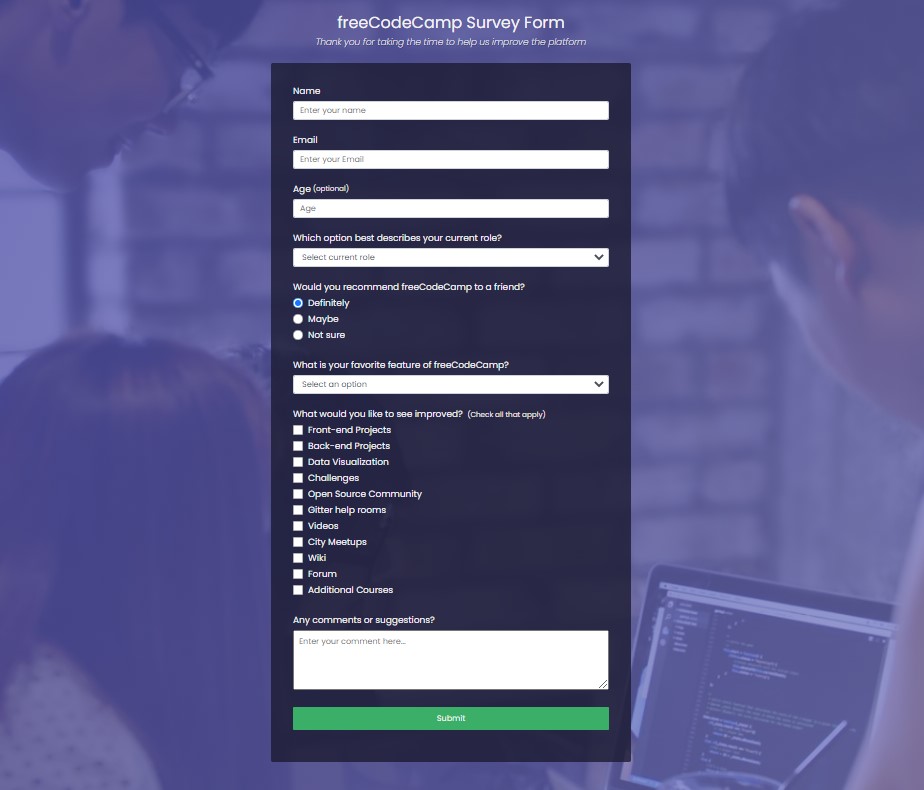 freeCodeCamp Survey Form
Thank you for taking the time to help us improve the platform
Name
Enter your name
Email
Enter your Email
Age (optional)
Age
Which option best describes your current role?
Select current role
Would you recommend freeCodeCamp to a friend?
Definitely
Maybe
Not sure
What is your favorite feature of freeCodeCamp?
Select an option
What would you like to see improved? (Check all that apply)
Front-end Projects
Back-end Projects
Data Visualization
Challenges
Open Source Community
Gitter help rooms
Videos
City Meetups
Wiki
Forum
Additional Courses
Any comments or suggestions?
Enter your comment here...
Submit